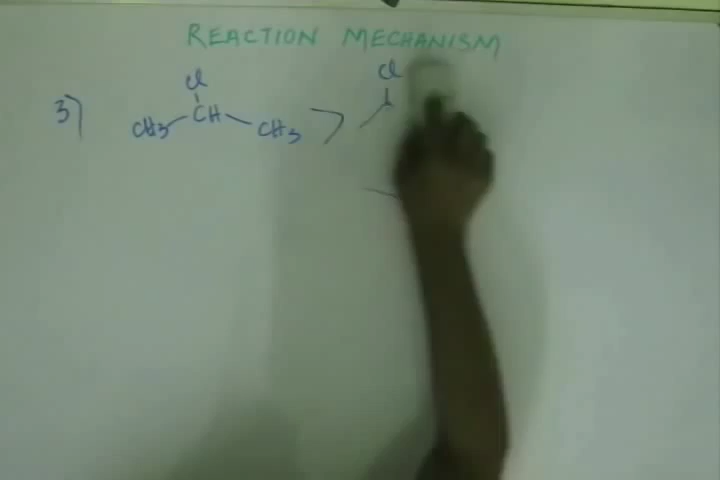 REACTION MECHANISM
Cl Cl
3) CH3 - CH - CH3 >